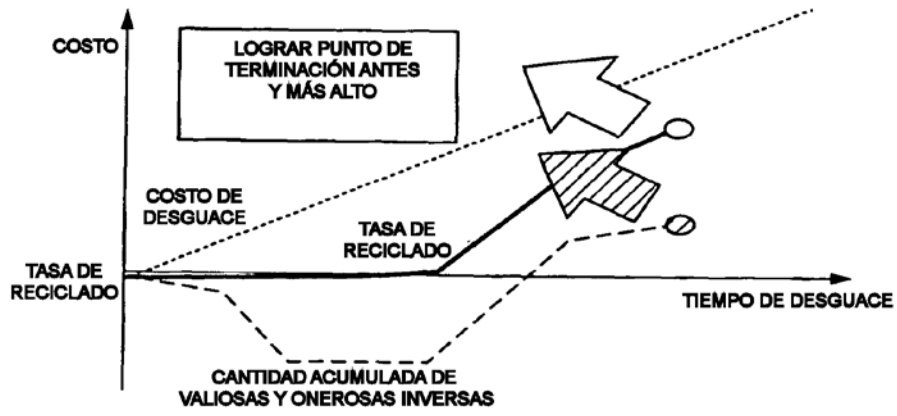 COSTO
LOGRAR PUNTO DE
TERMINACIÓN ANTES
Y MÁS ALTO
COSTO DE
DESGUACE
TASA DE
RECICLADO
TASA DE
RECICLADO
TIEMPO DE DESGUACE
CANTIDAD ACUMULADA DE
VALIOSAS Y ONEROSAS INVERSAS